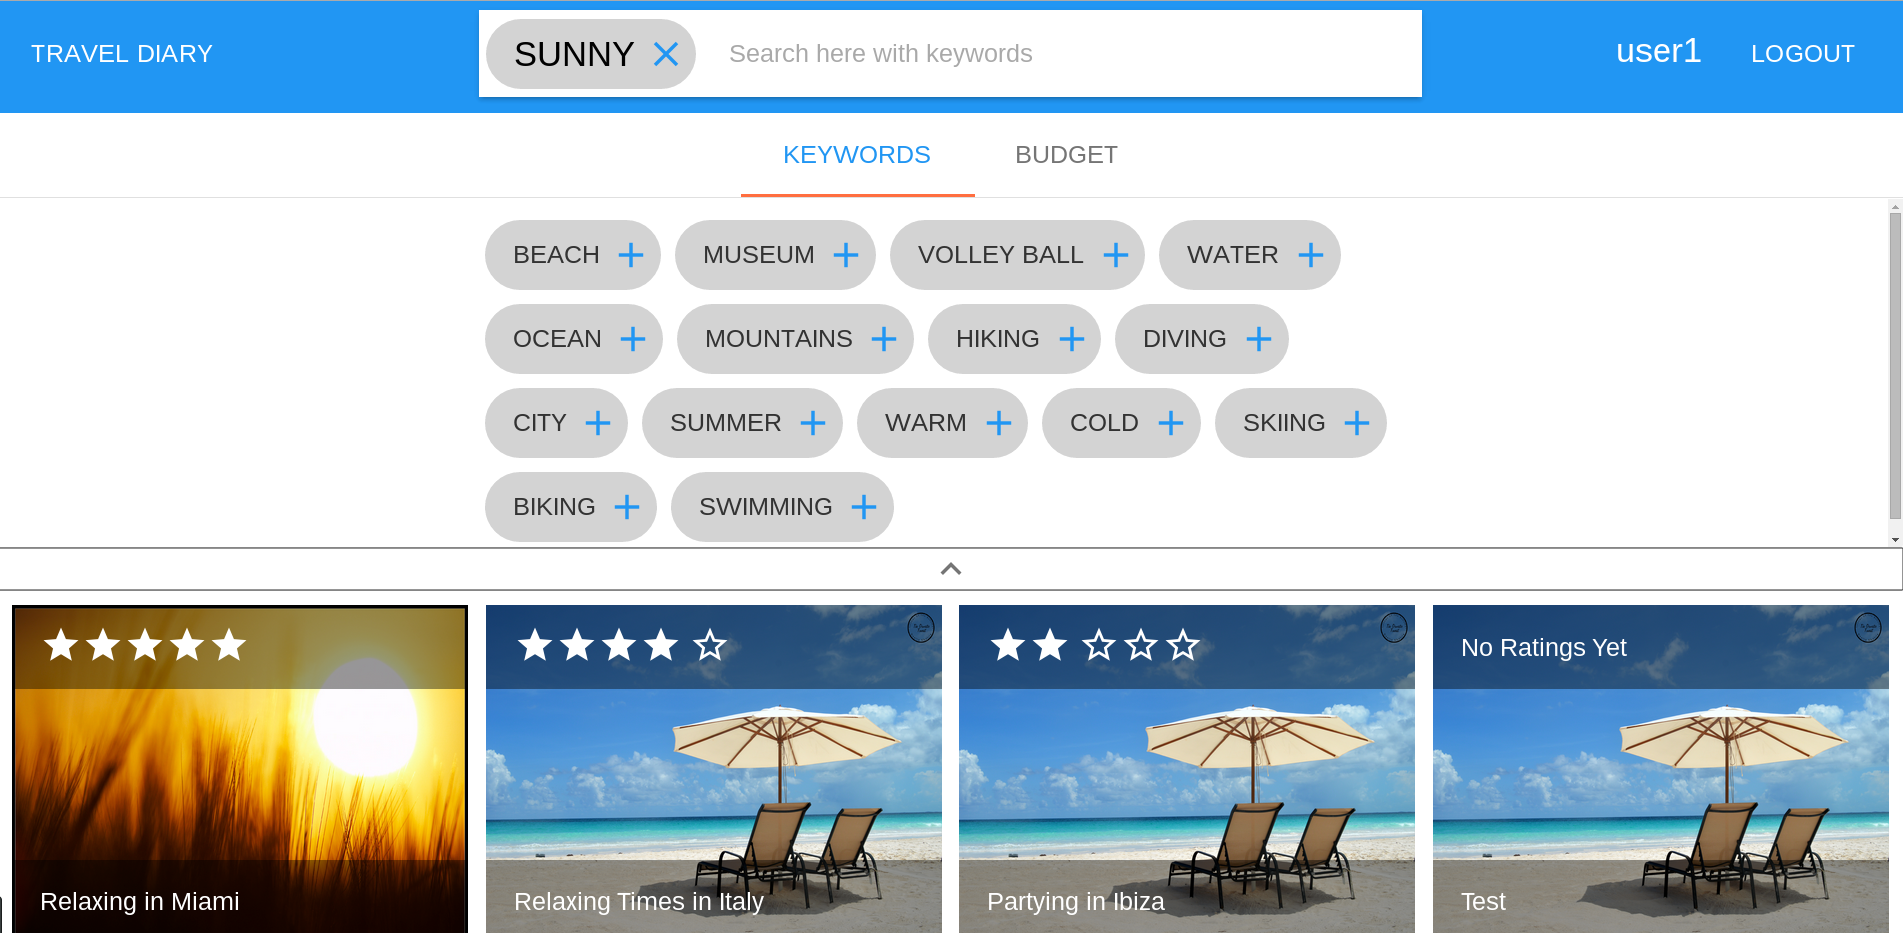 TRAVEL DIARY
SUNNY
Search here with keywords
user1
LOGOUT
KEYWORDS
BUDGET
BEACH
MUSEUM
VOLLEY BALL
WATER
OCEAN
MOUNTAINS
HIKING
DIVING
CITY
SUMMER
WARM
COLD
SKIING
BIKING
SWIMMING
No Ratings Yet
Relaxing in Miami
Relaxing Times in Italy
Partying in Ibiza
Test